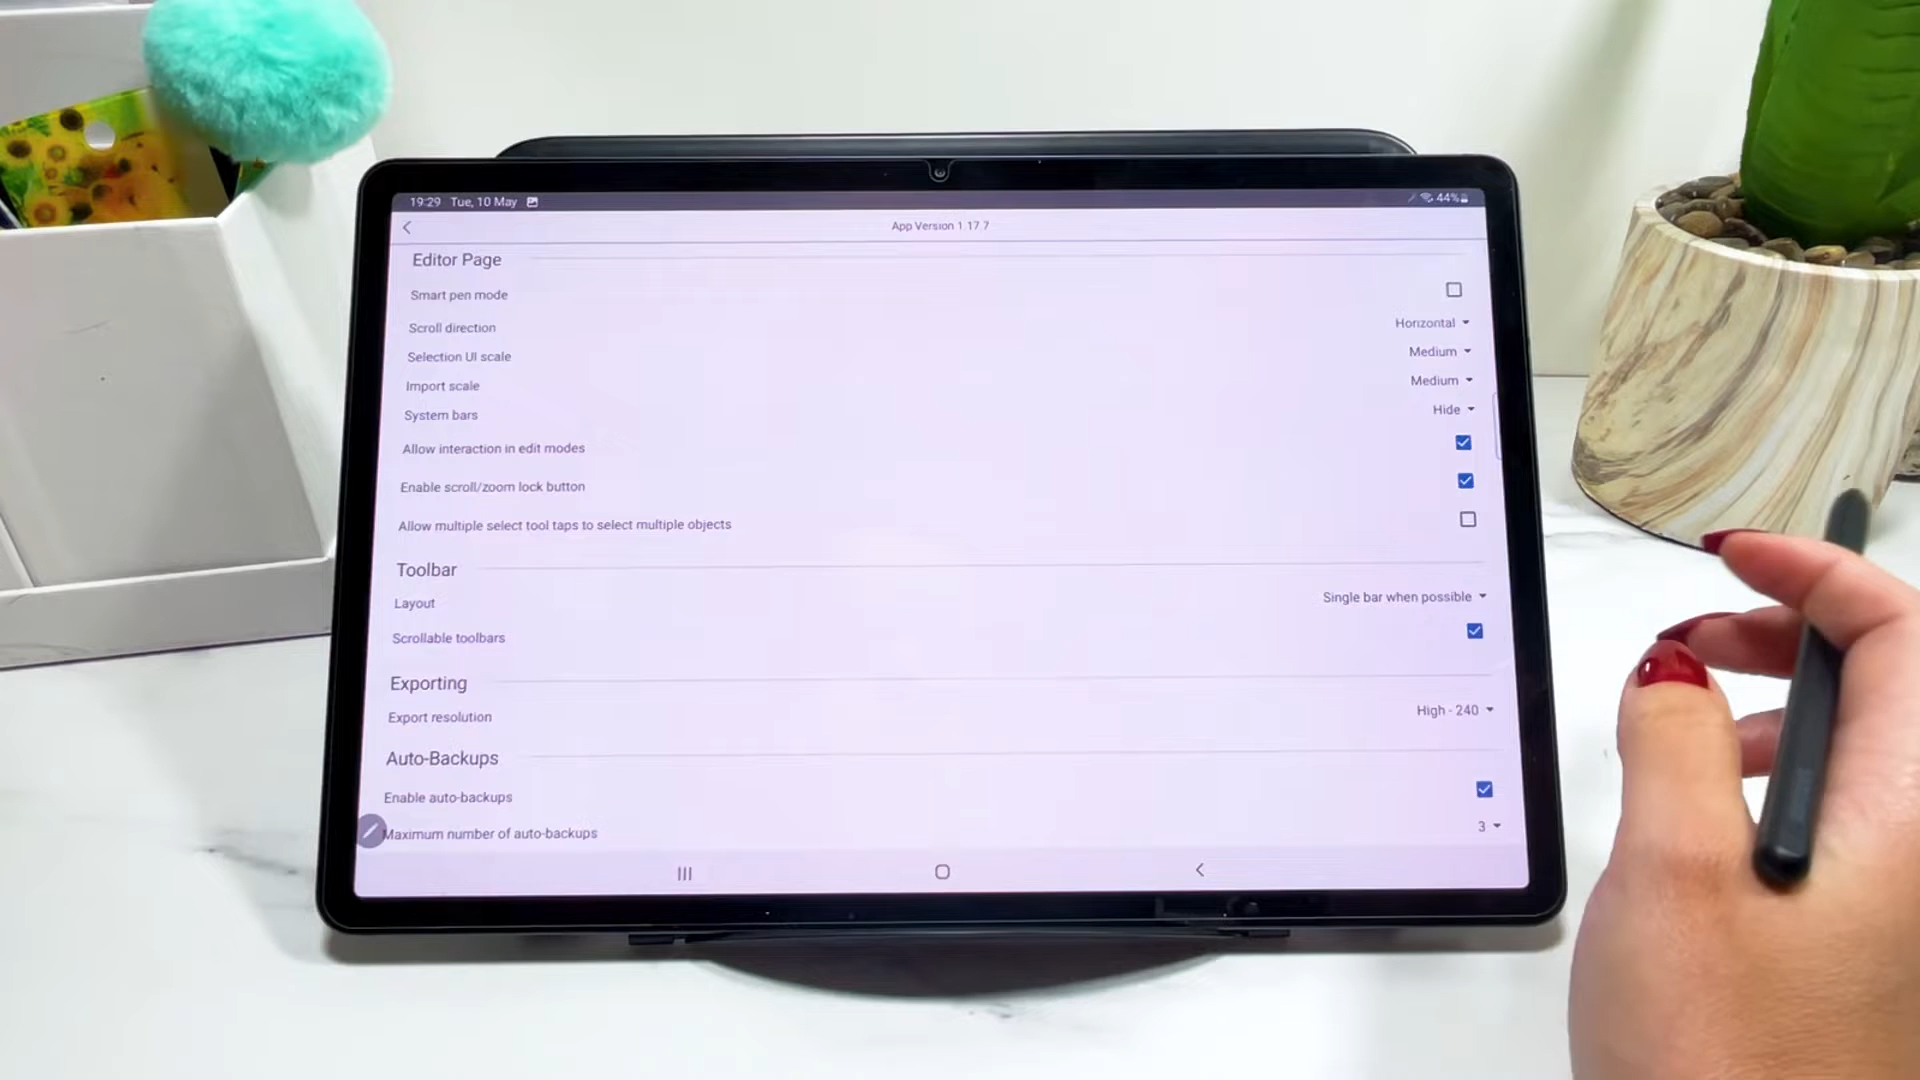 19:29 Tue, 10 May 44%
App Version 1 17 7
Editor Page
Smart pen mode
Scroll direction Horizontal
Selection UI scale Medium
Import scale Medium
System bars Hide
Allow interaction in edit modes
Enable scroll/zoom lock button
Allow multiple select tool taps to select multiple objects
Toolbar
Layout Single bar when possible
Scrollable toolbars
Exporting
Export resolution High - 240
Auto-Backups
Enable auto-backups
Maximum number of auto-backups 3